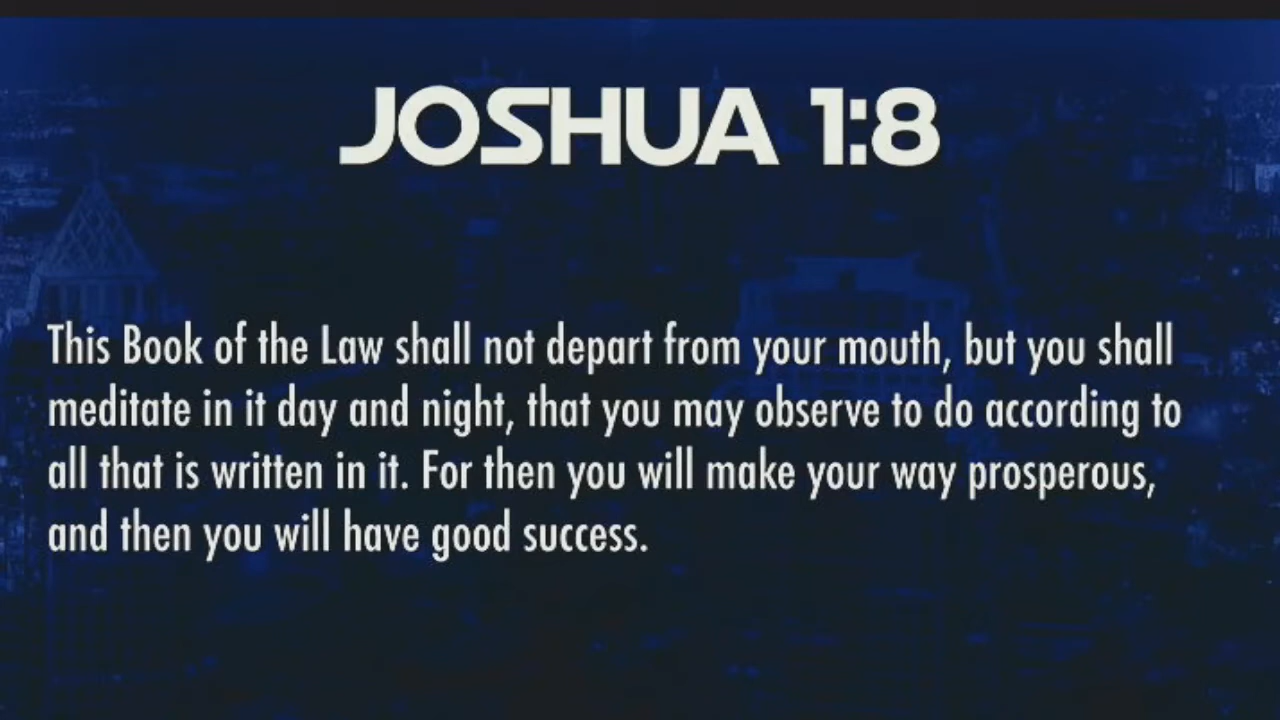 JOSHUA 1:8
This Book of the Law shall not depart from your mouth, but you shall
meditate in it day and night, that you may observe to do according to
all that is written in it. For then you will make your way prosperous,
and then you will have good success.